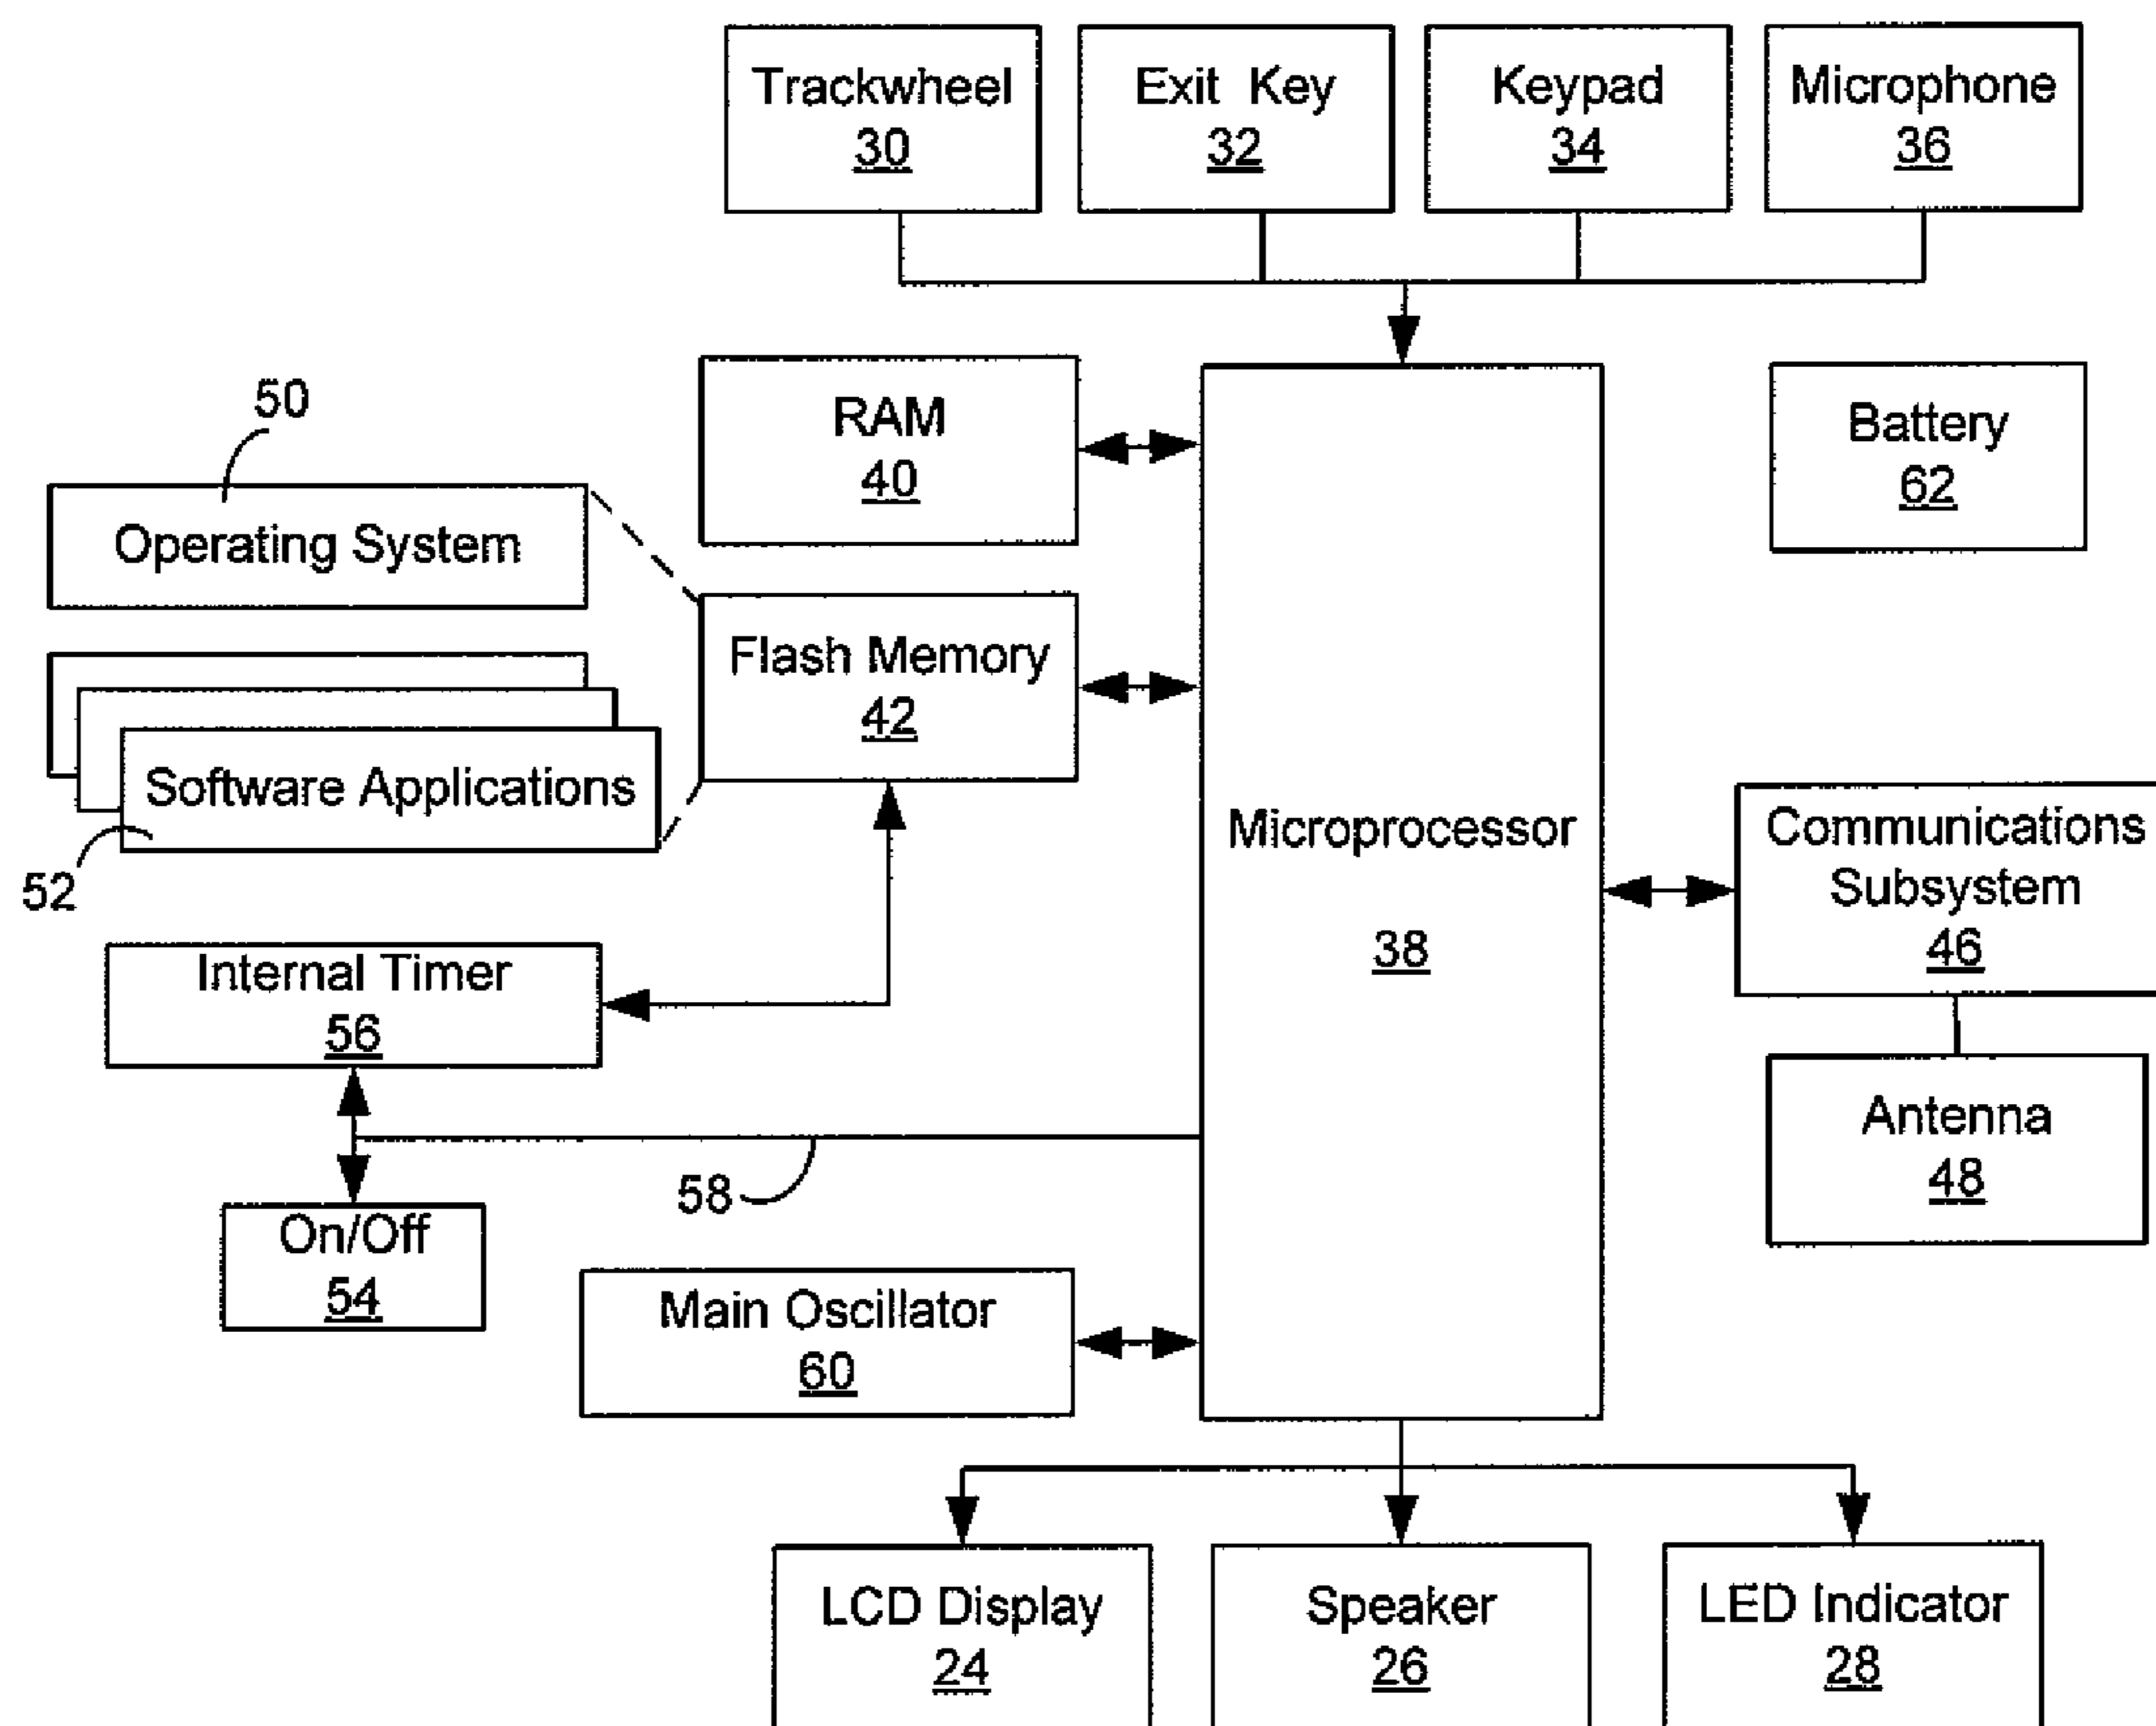 Trackwheel
30
Exit Key
32
Keypad
34
Microphone
36
RAM
40
Battery
62
50
Operating System
Flash Memory
42
Software Applications
52
Microprocessor
38
Communications
Subsystem
46
Internal Timer
56
Antenna
48
58
On/Off
54
Main Oscillator
60
LCD Display
24
Speaker
26
LED Indicator
28